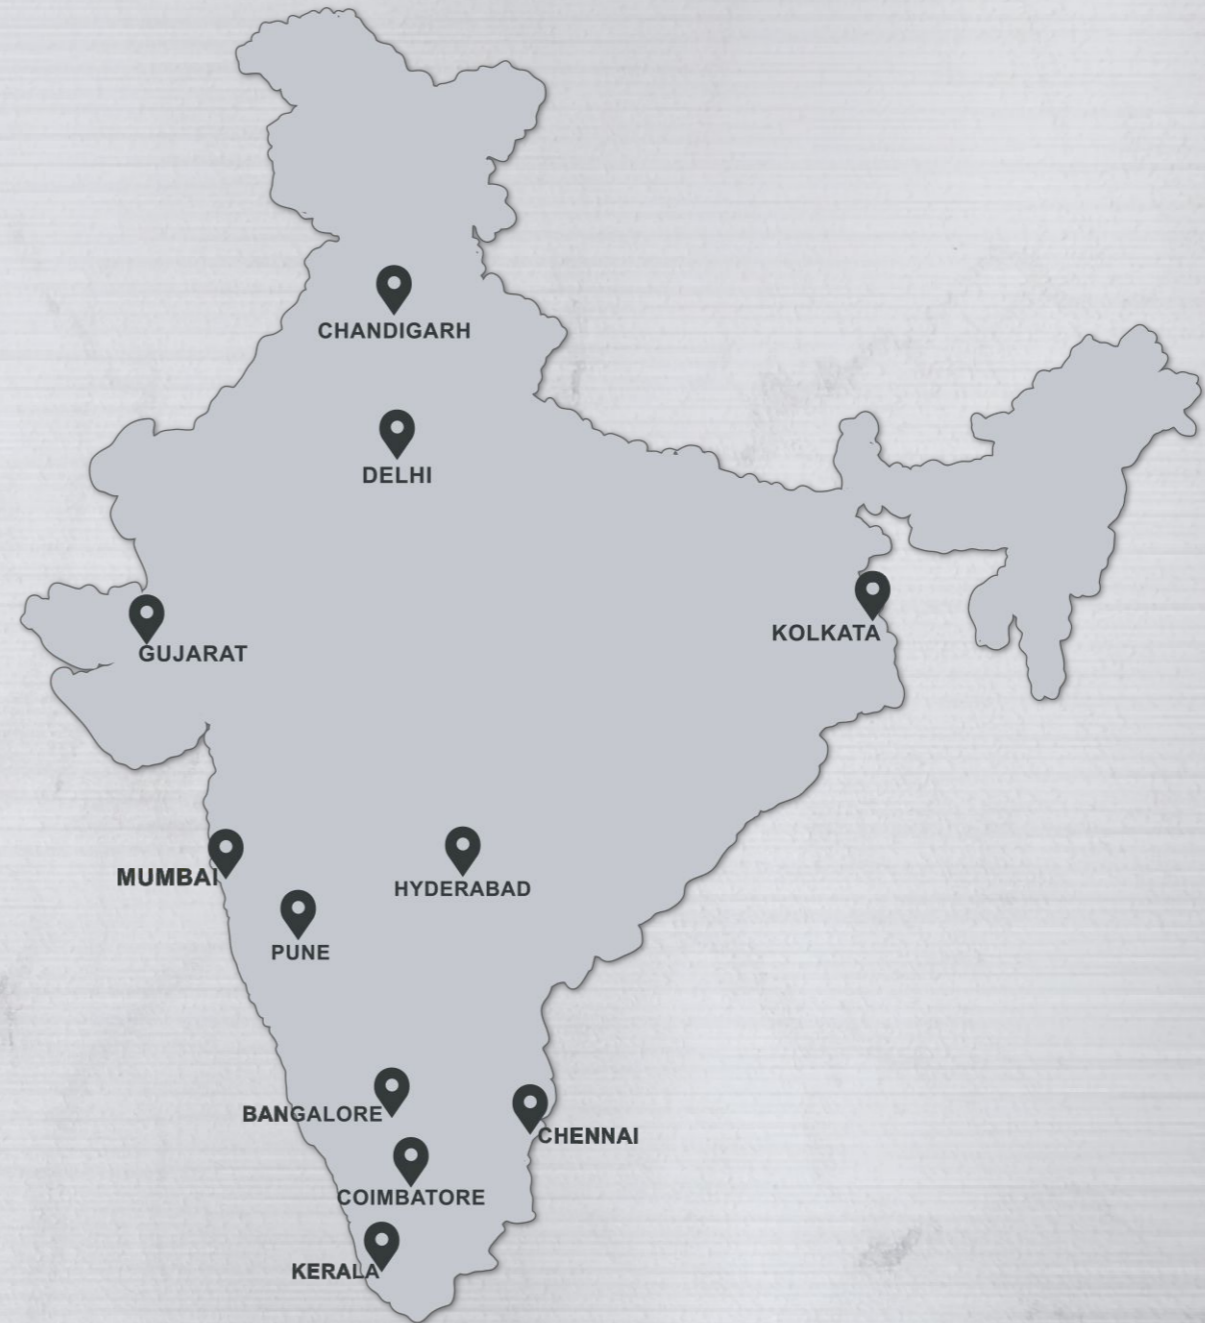 CHANDIGARH
DELHI
KOLKATA
GUJARAT
MUMBAI
HYDERABAD
PUNE
BANGALORE
CHENNAI
COIMBATORE
KERALA